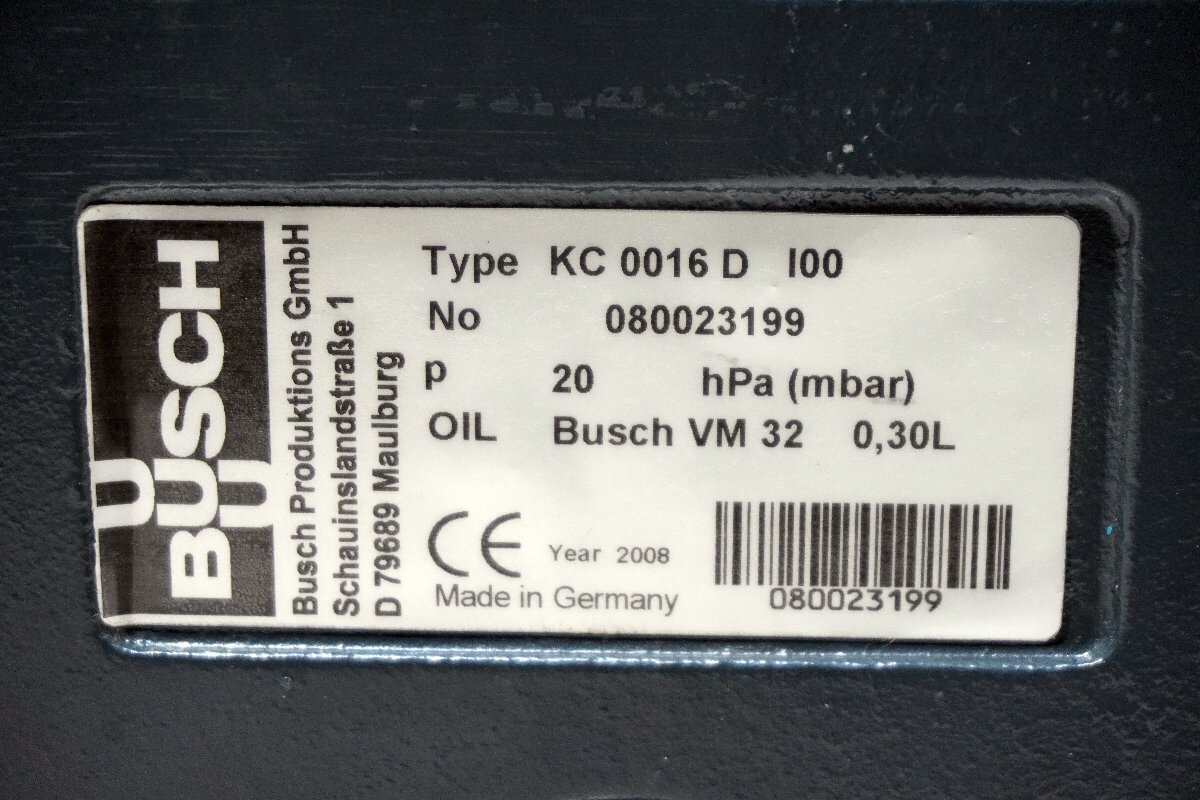 BUSCH
Busch Produktions GmbH
Schauinslandstraße 1
D 79689 Maulburg
Type KC 0016 D I00
No 080023199
p 20 hPa (mbar)
OIL Busch VM 32 0,30L
CE Year 2008
Made in Germany
080023199